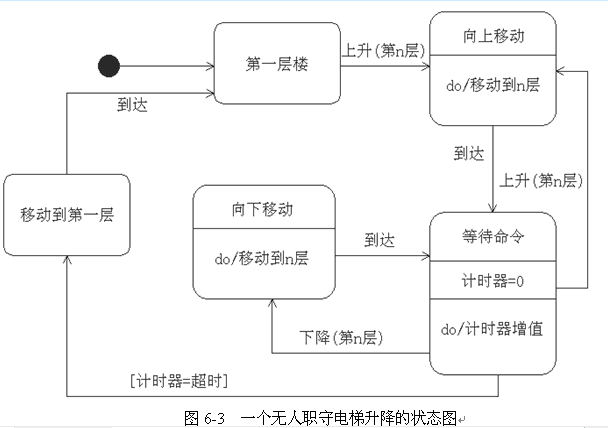 第一层楼
上升(第n层)
向上移动
do/移动到n层
到达
到达
上升(第n层)
移动到第一层
向下移动
do/移动到n层
到达
等待命令
计时器=0
do/计时器增值
下降(第n层)
[计时器=超时]
图 6-3 一个无人职守电梯升降的状态图